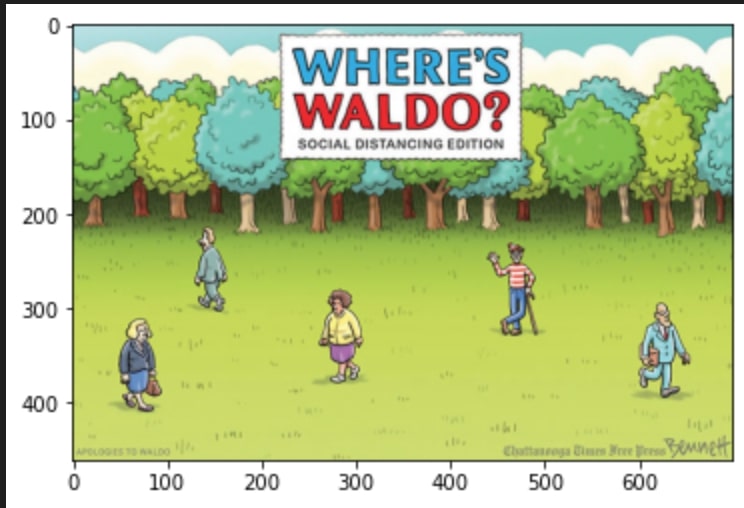 0
100
200
300
400
WHERE'S
WALDO?
SOCIAL DISTANCING EDITION
APOLOGIES TO WALDO
Chattanooga Times Free Press
Bennett
0 100 200 300 400 500 600